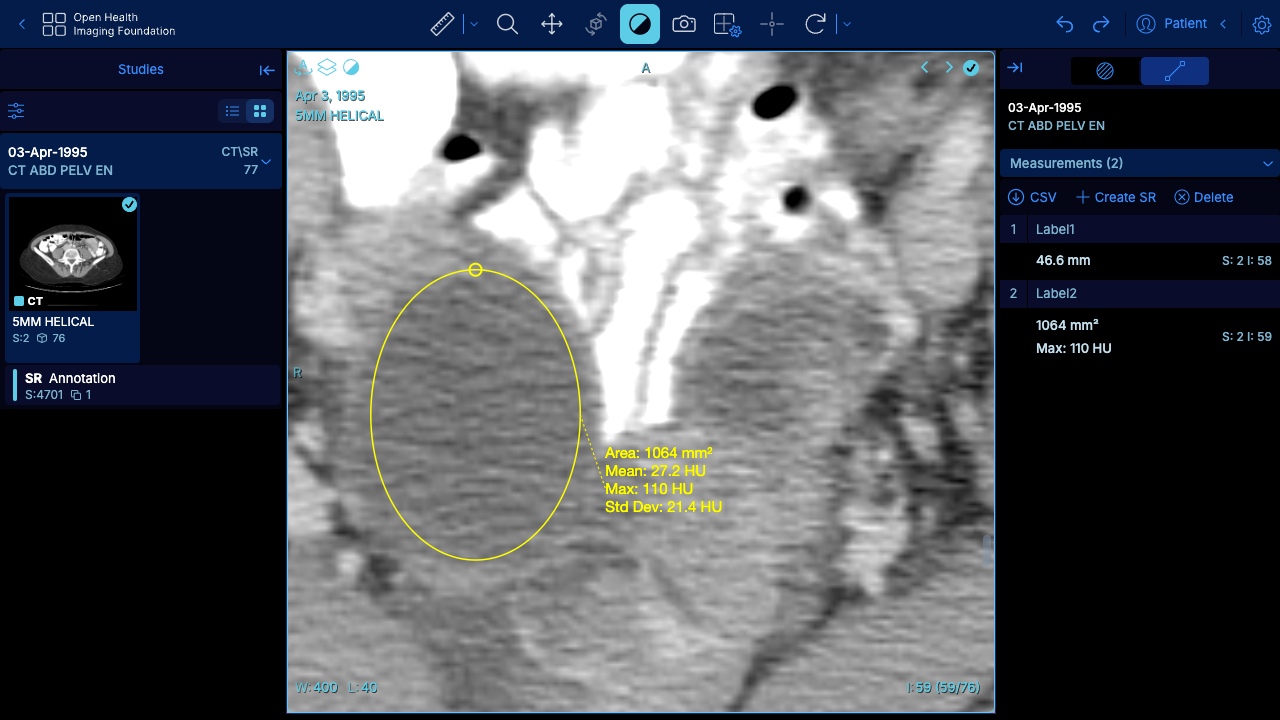 Open Health
Imaging Foundation
Patient
Studies
03-Apr-1995
CT\SR
CT ABD PELV EN
77
CT
5MM HELICAL
S:2 76
SR Annotation
S:4701 1
A
Apr 3, 1995
5MM HELICAL
R
Area: 1064 mm²
Mean: 27.2 HU
Max: 110 HU
Std Dev: 21.4 HU
W: 400 L: 40
I: 59 (59/76)
03-Apr-1995
CT ABD PELV EN
Measurements (2)
CSV Create SR Delete
1 Label1
46.6 mm S: 2 I: 58
2 Label2
1064 mm²
Max: 110 HU
S: 2 I: 59